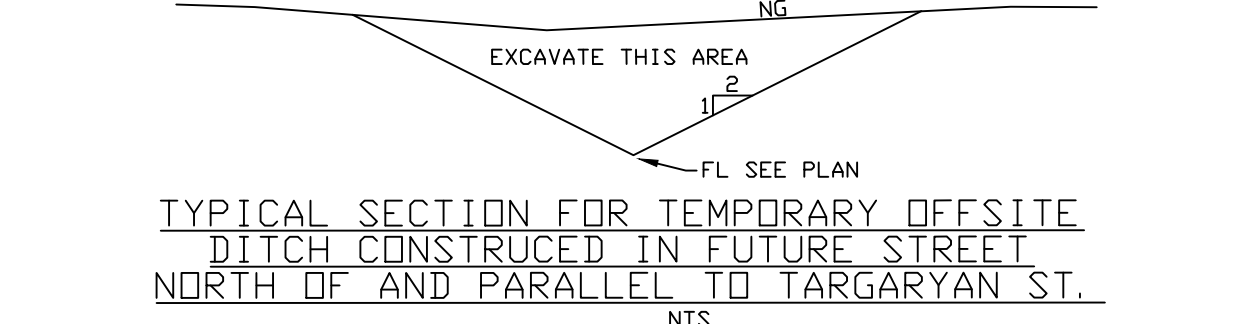 NG
EXCAVATE THIS AREA
2
1
FL SEE PLAN
TYPICAL SECTION FOR TEMPORARY OFFSITE
DITCH CONSTRUCED IN FUTURE STREET
NORTH OF AND PARALLEL TO TARGARYAN ST.
NTS